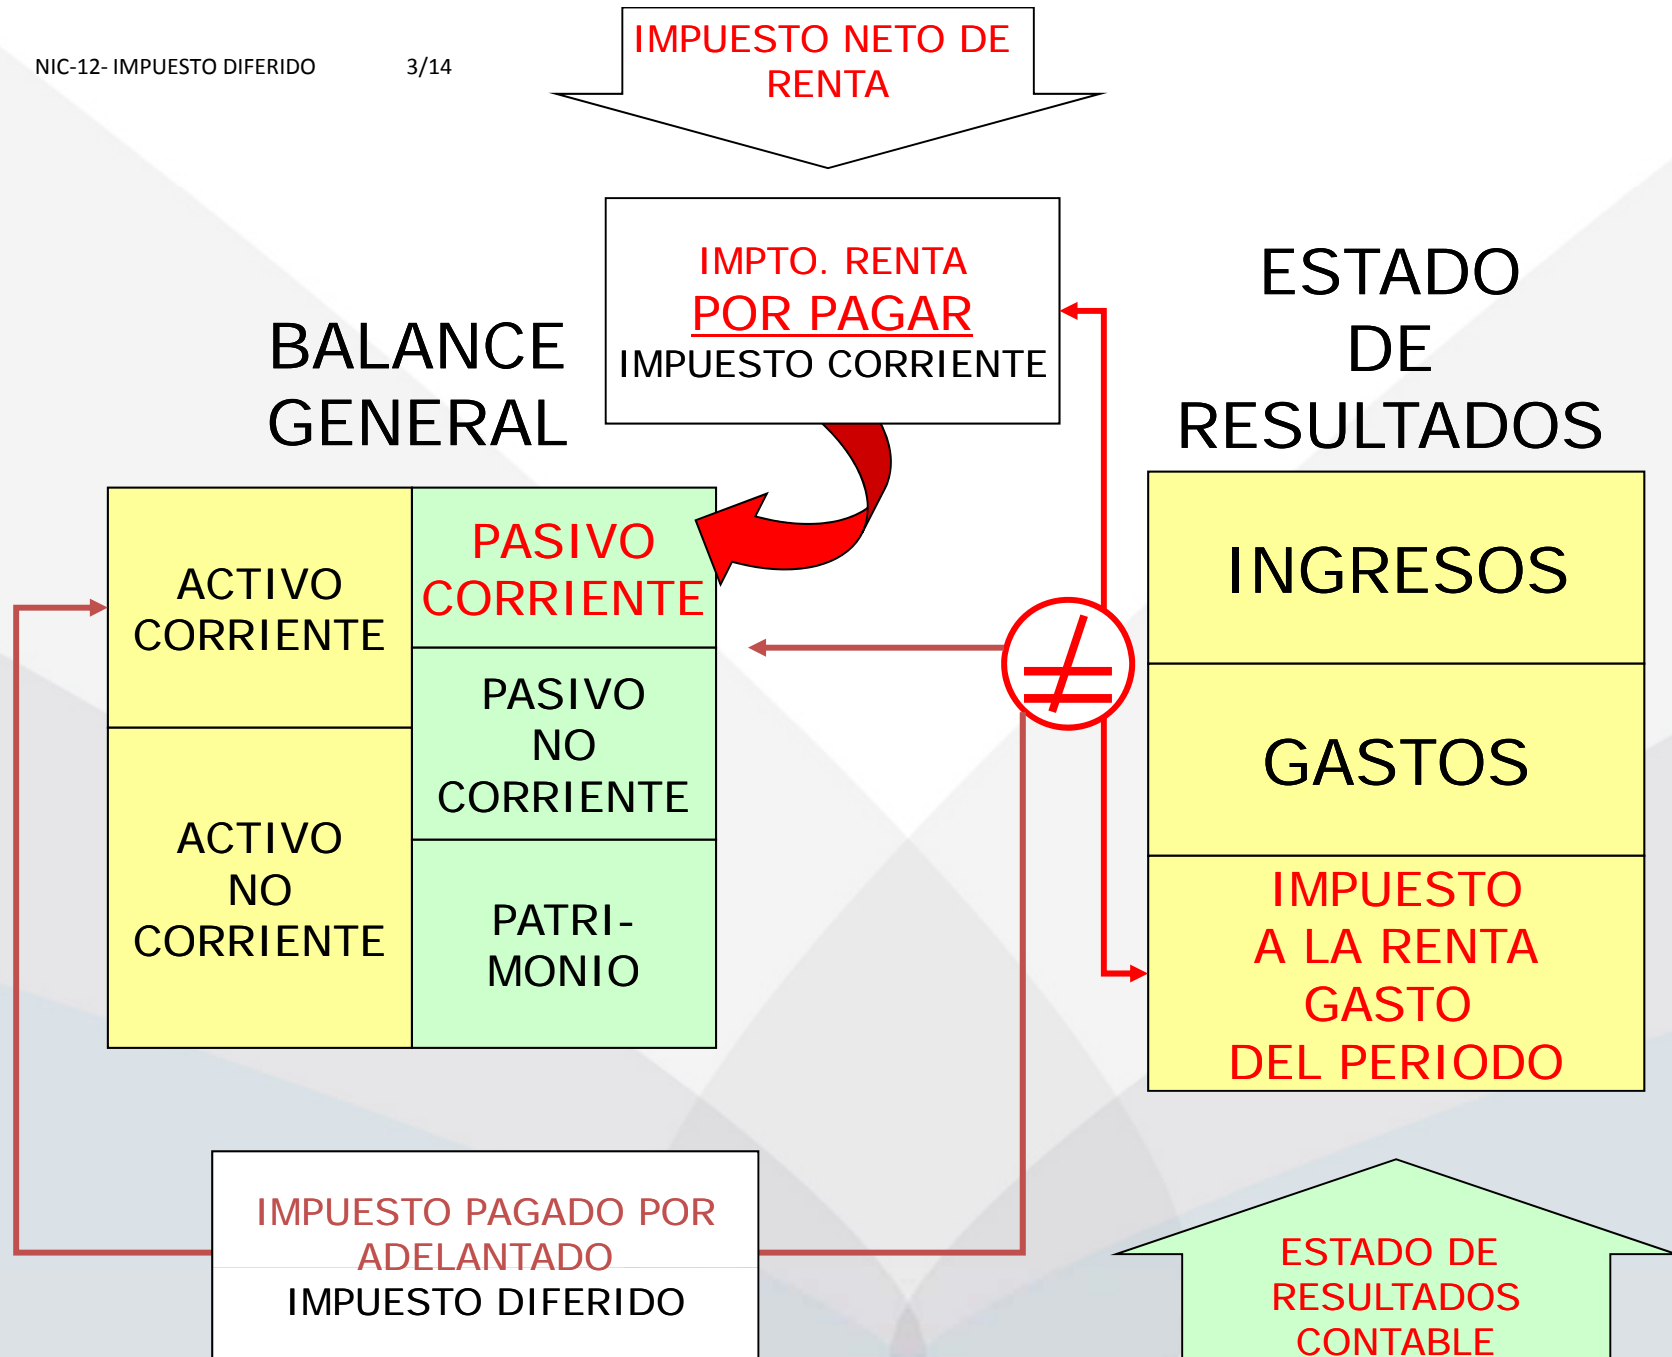 NIC-12- IMPUESTO DIFERIDO 3/14
IMPUESTO NETO DE
RENTA
IMPTO. RENTA
POR PAGAR
IMPUESTO CORRIENTE
BALANCE
GENERAL
ESTADO
DE
RESULTADOS
ACTIVO
CORRIENTE
ACTIVO
NO
CORRIENTE
PASIVO
CORRIENTE
PASIVO
NO
CORRIENTE
PATRI-
MONIO
≠
INGRESOS
GASTOS
IMPUESTO
A LA RENTA
GASTO
DEL PERIODO
IMPUESTO PAGADO POR
ADELANTADO
IMPUESTO DIFERIDO
ESTADO DE
RESULTADOS
CONTABLE